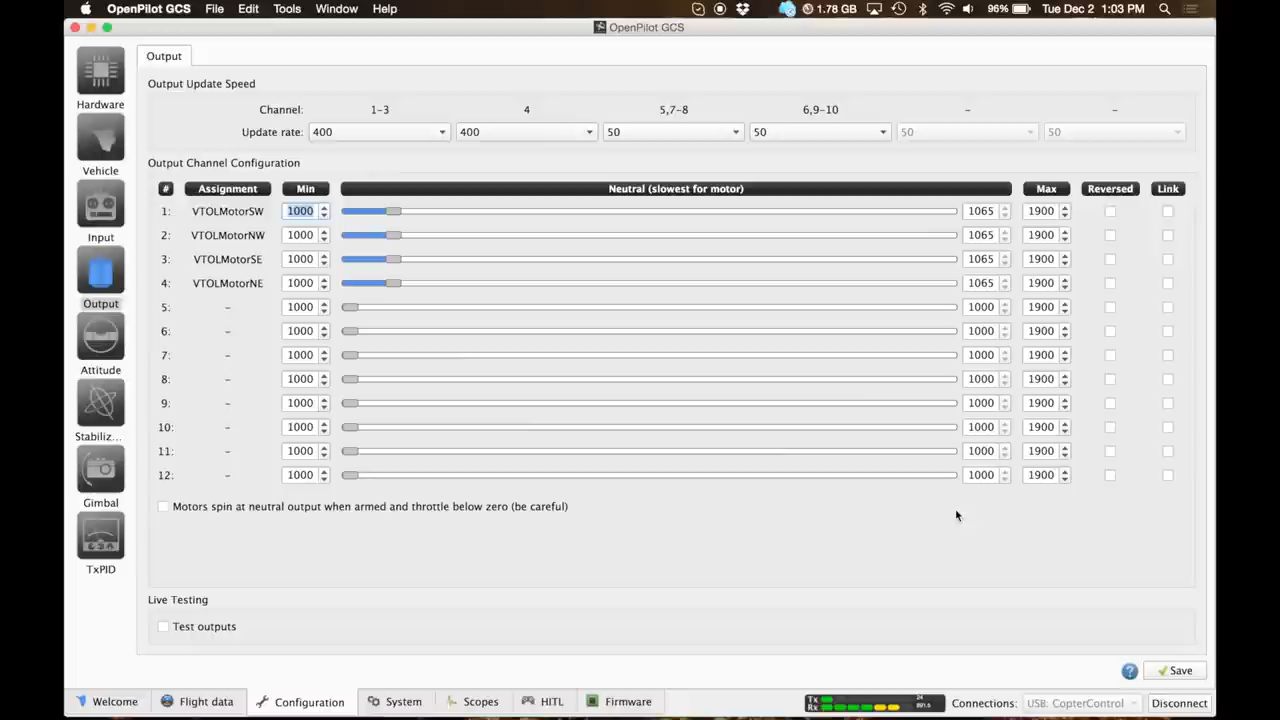 OpenPilot GCS File Edit Tools Window Help 1.78 GB 96% Tue Dec 2 1:03 PM
OpenPilot GCS
Hardware
Vehicle
Input
Output
Attitude
Stabiliz...
Gimbal
TxPID
Output
Output Update Speed
Channel: 1-3 4 5,7-8 6,9-10 - -
Update rate: 400 400 50 50 50 50
Output Channel Configuration
# Assignment Min Neutral (slowest for motor) Max Reversed Link
1: VTOLMotorSW 1000 1065 1900
2: VTOLMotorNW 1000 1065 1900
3: VTOLMotorSE 1000 1065 1900
4: VTOLMotorNE 1000 1065 1900
5: - 1000 1000 1900
6: - 1000 1000 1900
7: - 1000 1000 1900
8: - 1000 1000 1900
9: - 1000 1000 1900
10: - 1000 1000 1900
11: - 1000 1000 1900
12: - 1000 1000 1900
Motors spin at neutral output when armed and throttle below zero (be careful)
Live Testing
Test outputs
? Save
Welcome Flight data Configuration System Scopes HITL Firmware Tx Rx Connections: USB: CopterControl Disconnect